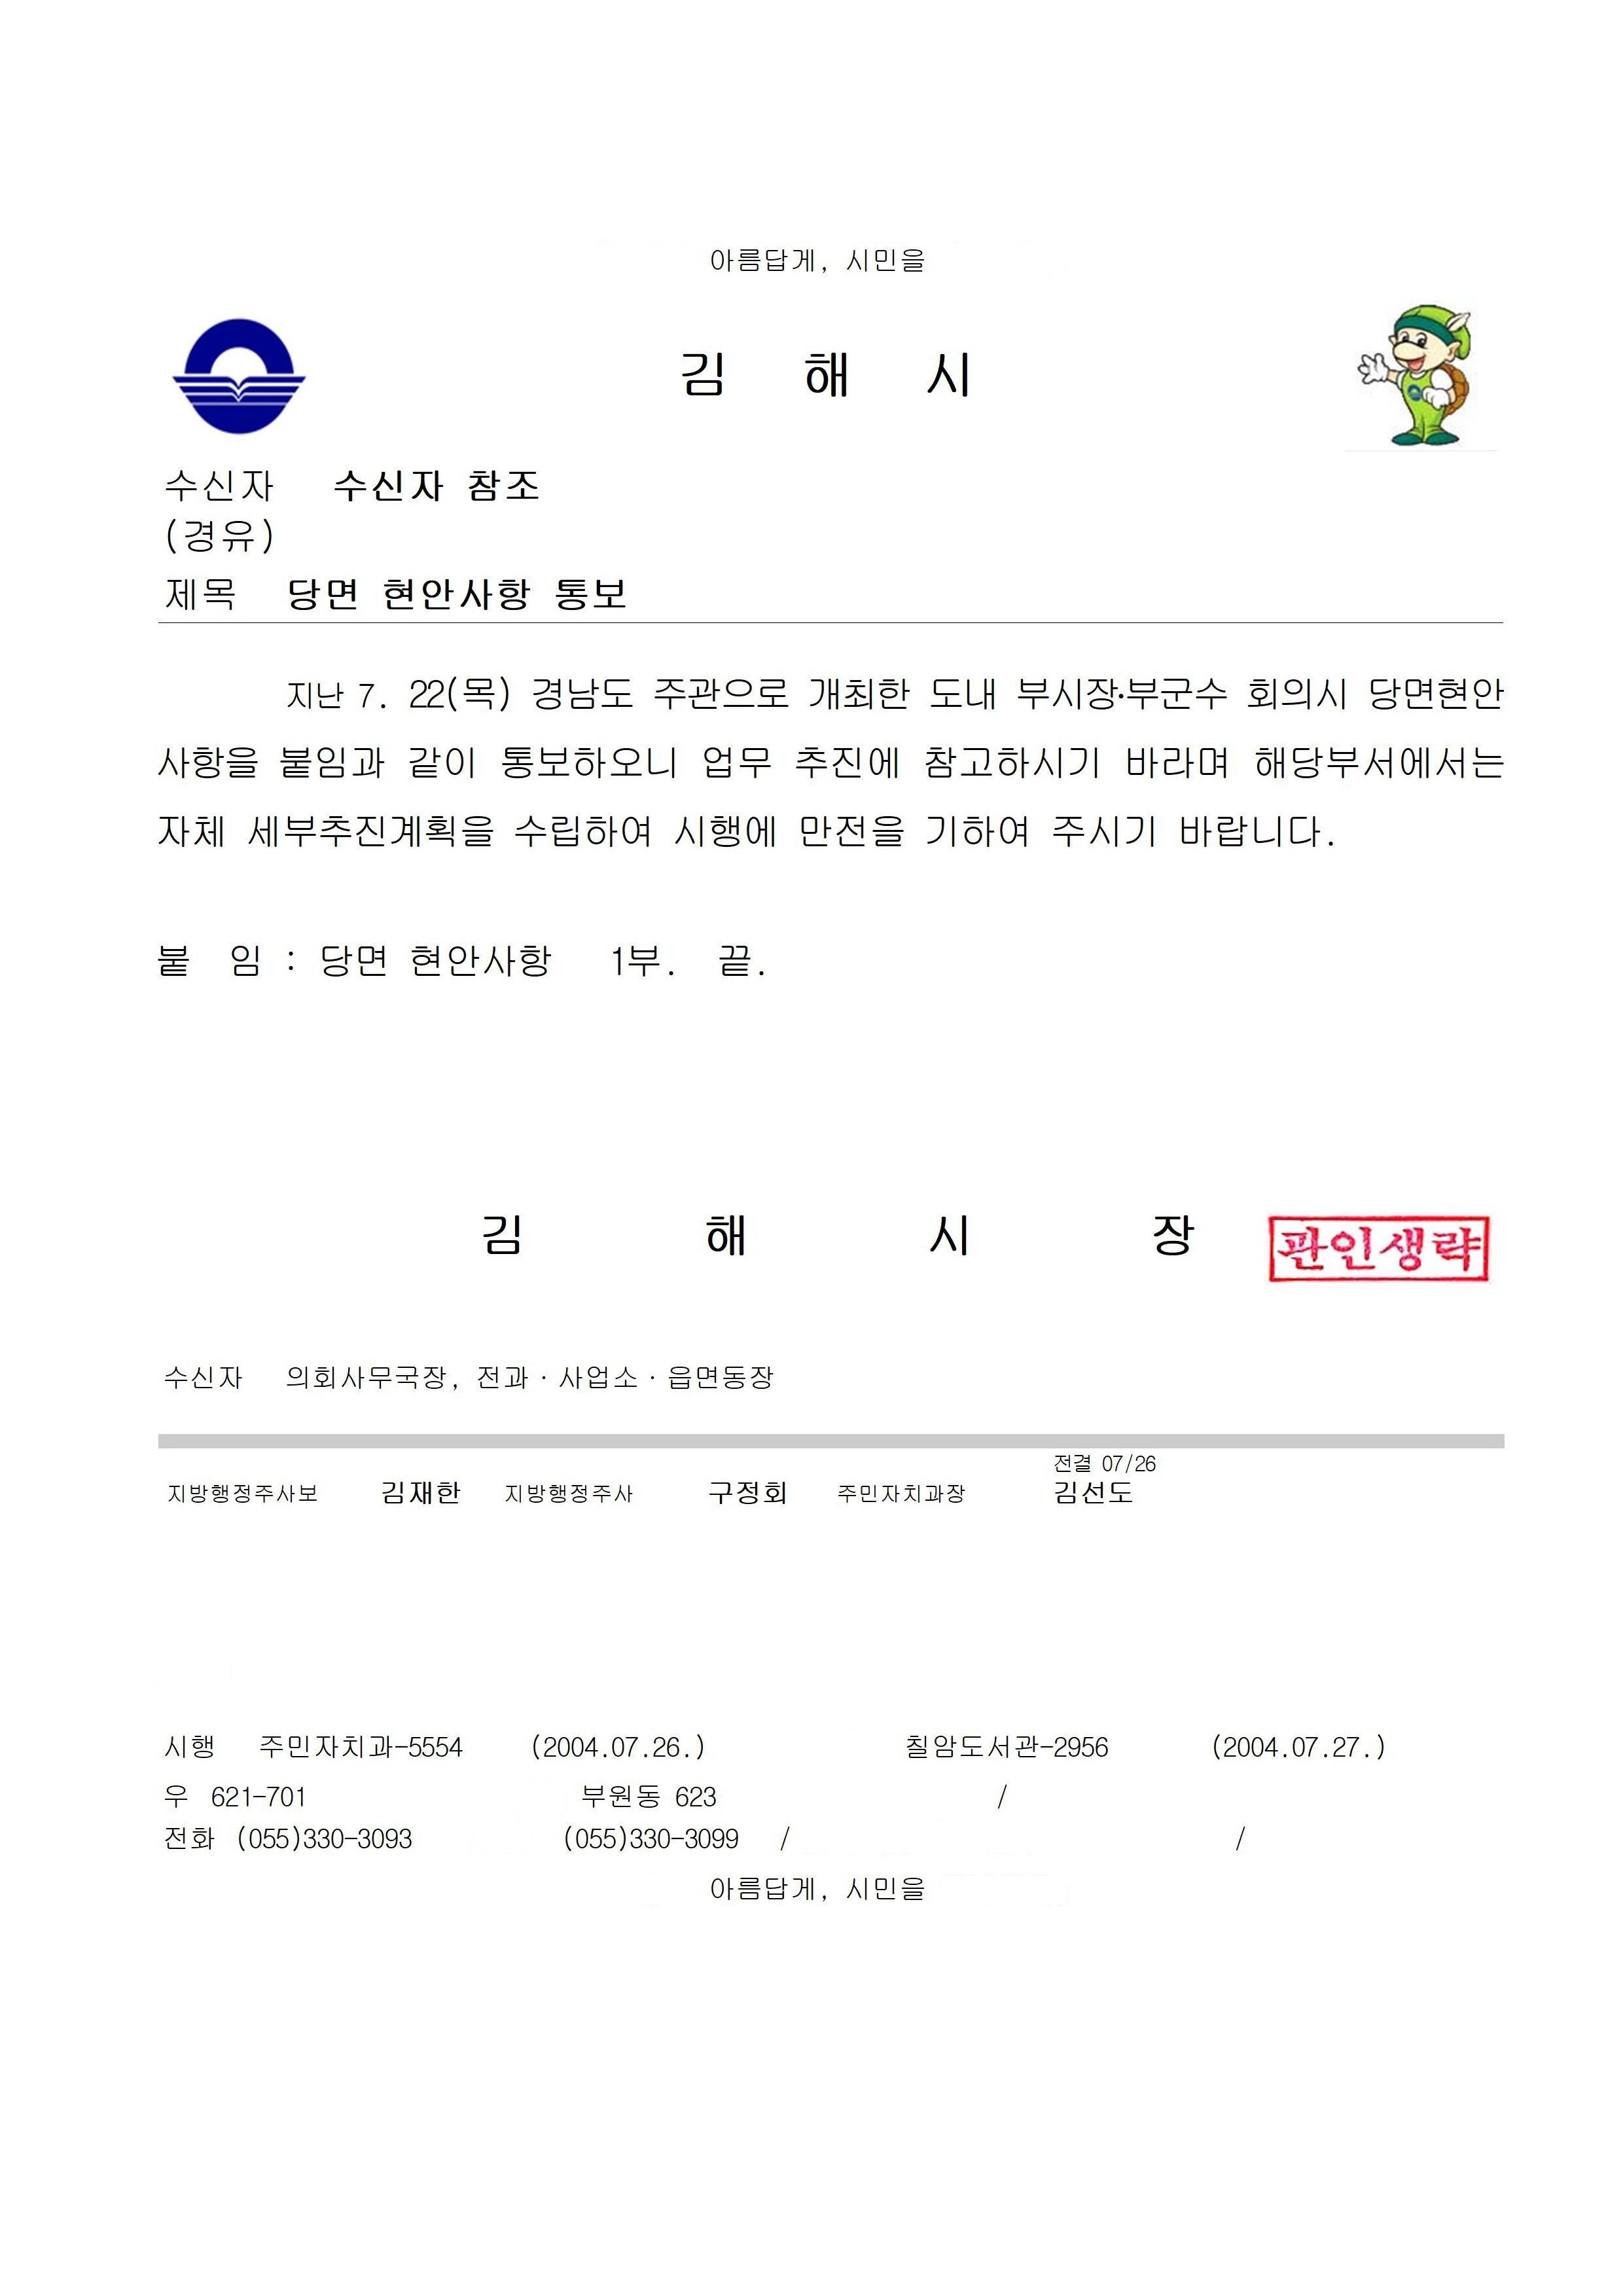 아름답게, 시민을
김 해 시
수신자 수신자 참조
(경유)
제목 당면 현안사항 통보
지난 7. 22(목) 경남도 주관으로 개최한 도내 부시장·부군수 회의시 당면현안
사항을 붙임과 같이 통보하오니 업무 추진에 참고하시기 바라며 해당부서에서는
자체 세부추진계획을 수립하여 시행에 만전을 기하여 주시기 바랍니다.
붙 임 : 당면 현안사항 1부. 끝.
김 해 시 장 관인생략
수신자 의회사무국장, 전과·사업소·읍면동장
전결 07/26
지방행정주사보 김재한 지방행정주사 구정회 주민자치과장 김선도
시행 주민자치과-5554 (2004.07.26.) 칠암도서관-2956 (2004.07.27.)
우 621-701 부원동 623 /
전화 (055)330-3093 (055)330-3099 / /
아름답게, 시민을